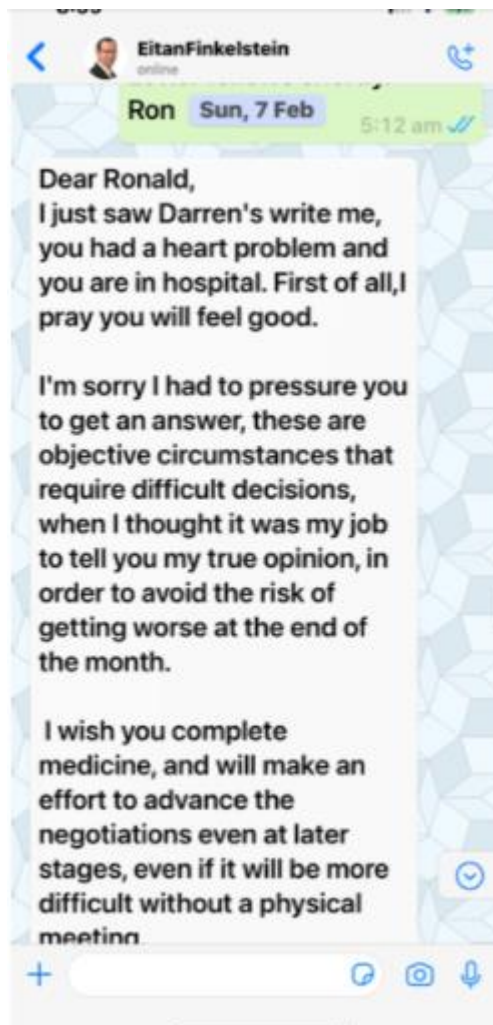 EitanFinkelstein
online
Ron Sun, 7 Feb
5:12 am
Dear Ronald,
I just saw Darren's write me,
you had a heart problem and
you are in hospital. First of all,I
pray you will feel good.
I'm sorry I had to pressure you
to get an answer, these are
objective circumstances that
require difficult decisions,
when I thought it was my job
to tell you my true opinion, in
order to avoid the risk of
getting worse at the end of
the month.
I wish you complete
medicine, and will make an
effort to advance the
negotiations even at later
stages, even if it will be more
difficult without a physical
meeting.